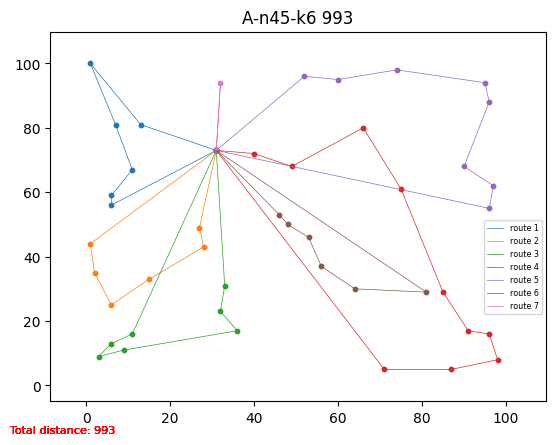 A-n45-k6 993
100
80
60
40
20
0
route 1
route 2
route 3
route 4
route 5
route 6
route 7
0 20 40 60 80 100
Total distance: 993